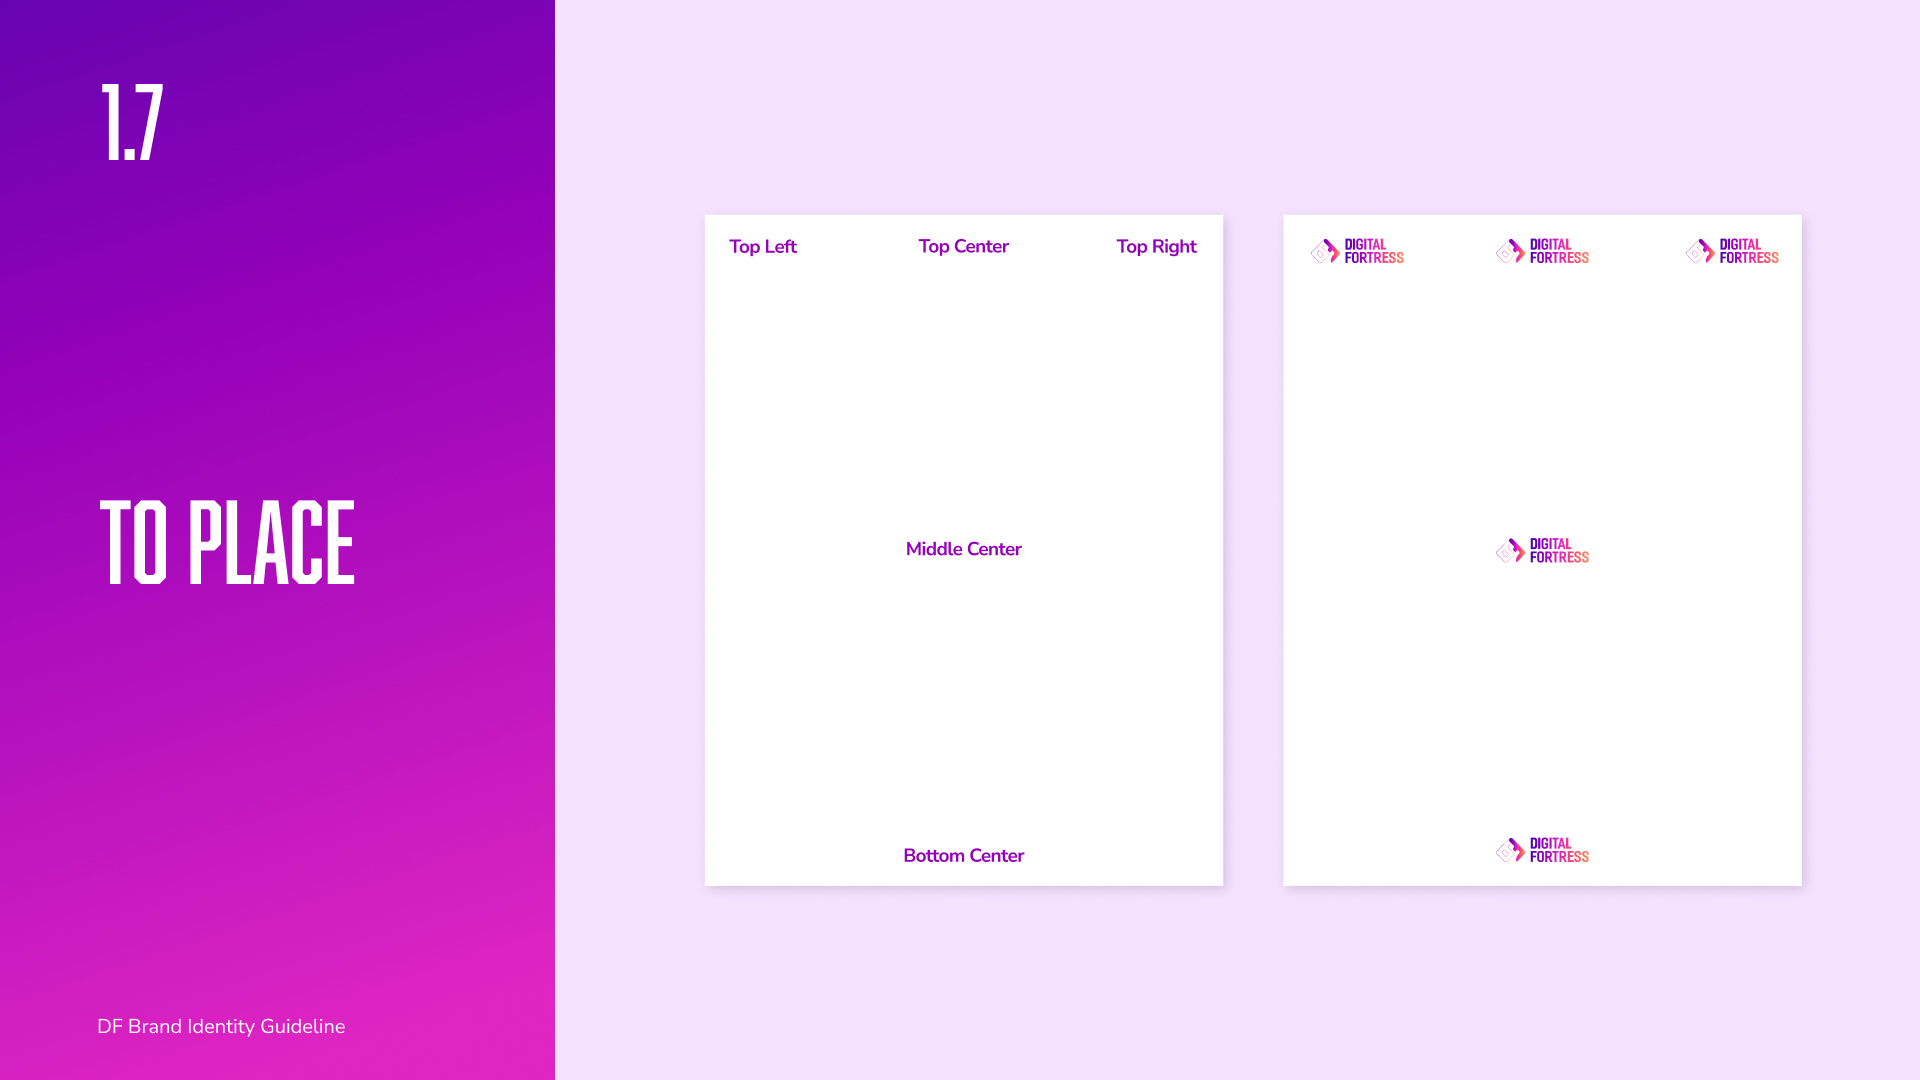 1.7
TO PLACE
DF Brand Identity Guideline
Top Left
Top Center
Top Right
Middle Center
Bottom Center
DIGITAL
FORTRESS
DIGITAL
FORTRESS
DIGITAL
FORTRESS
DIGITAL
FORTRESS
DIGITAL
FORTRESS